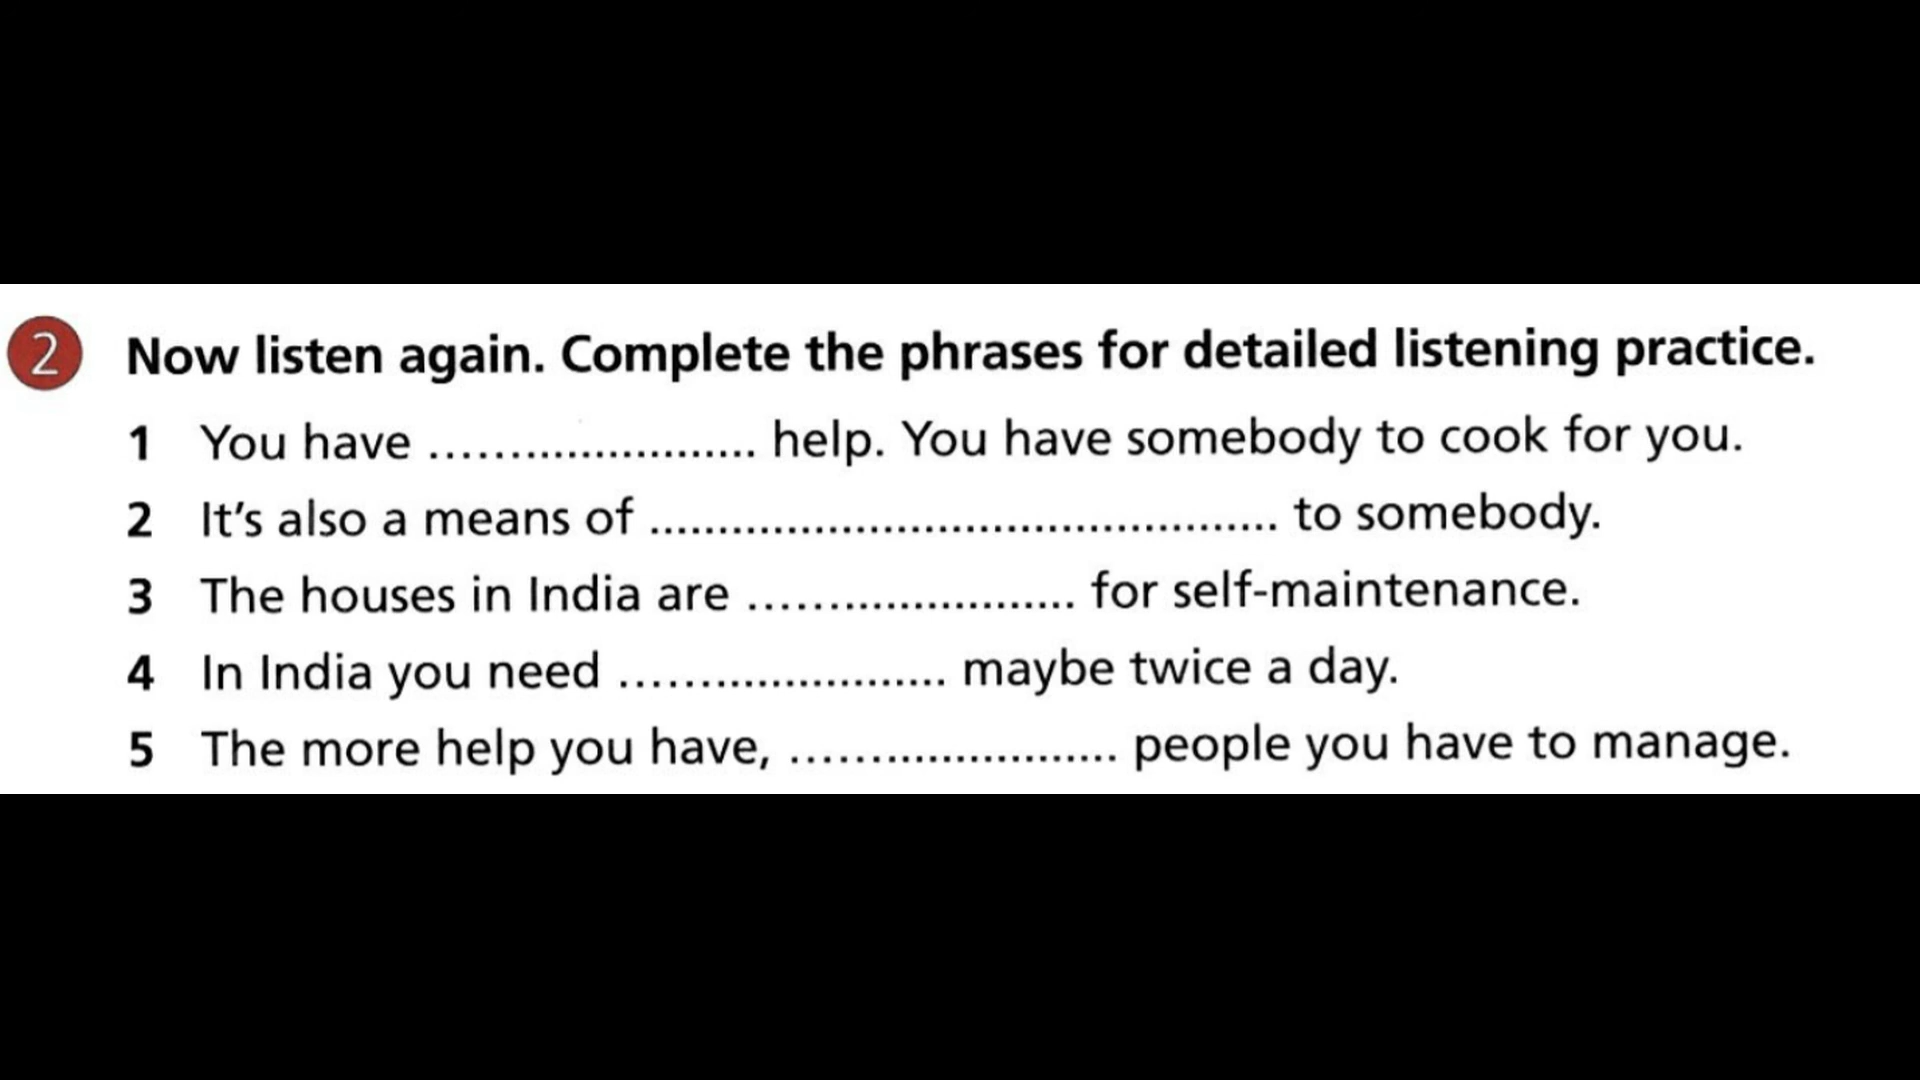 2 Now listen again. Complete the phrases for detailed listening practice.
1 You have ............................ help. You have somebody to cook for you.
2 It's also a means of .................................................... to somebody.
3 The houses in India are ............................ for self-maintenance.
4 In India you need ............................ maybe twice a day.
5 The more help you have, ............................ people you have to manage.